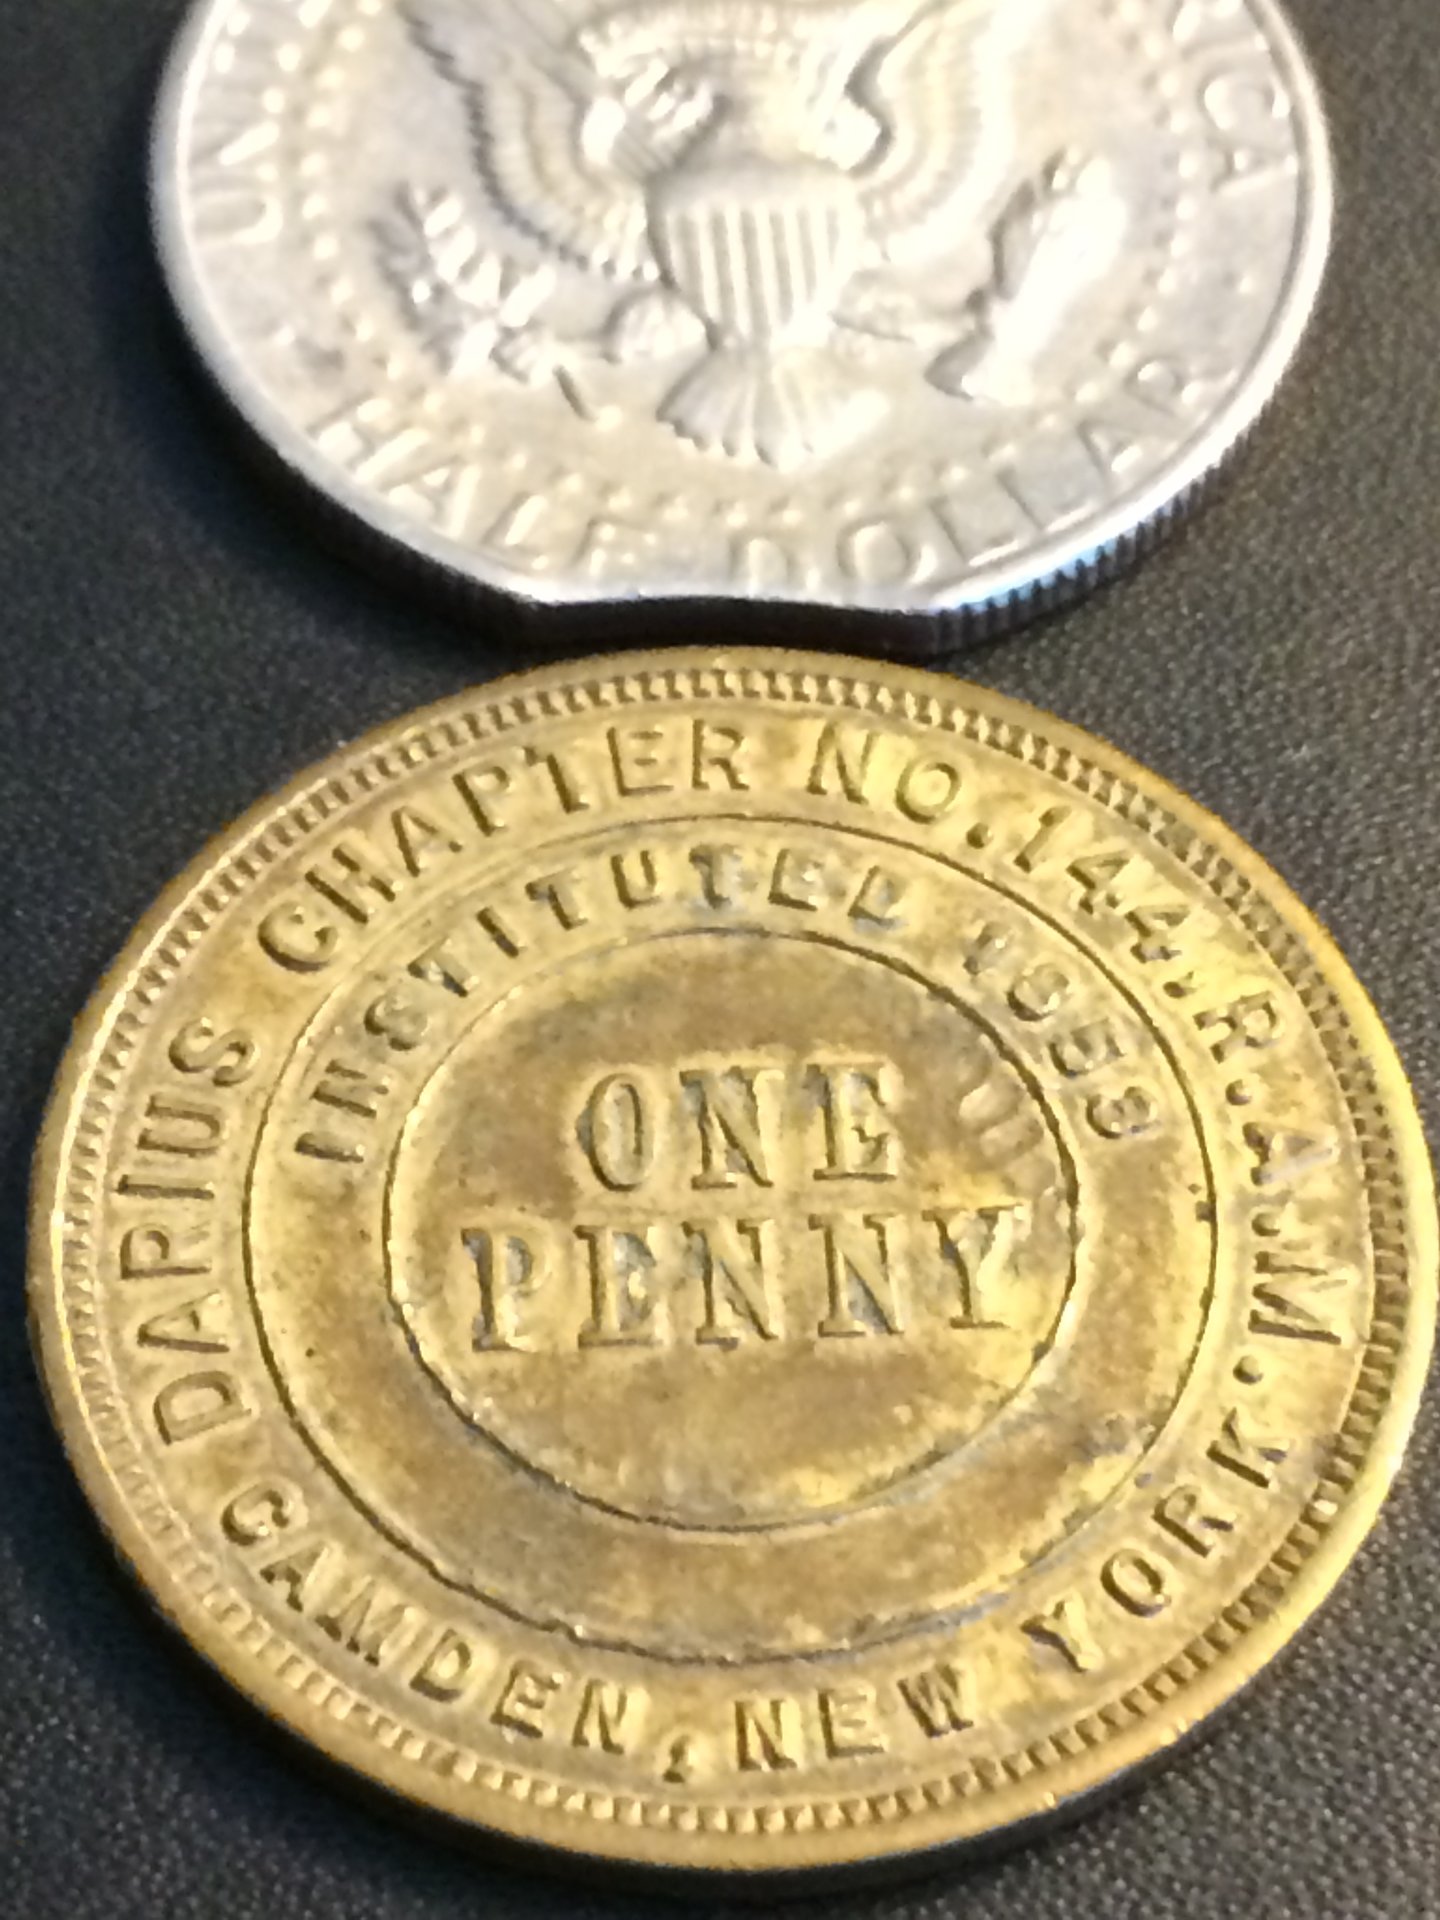 HALF DOLLAR
DARIUS CHAPTER NO.144.R.A.M.
INSTITUTED
ONE
PENNY
CAMDEN, NEW YORK.